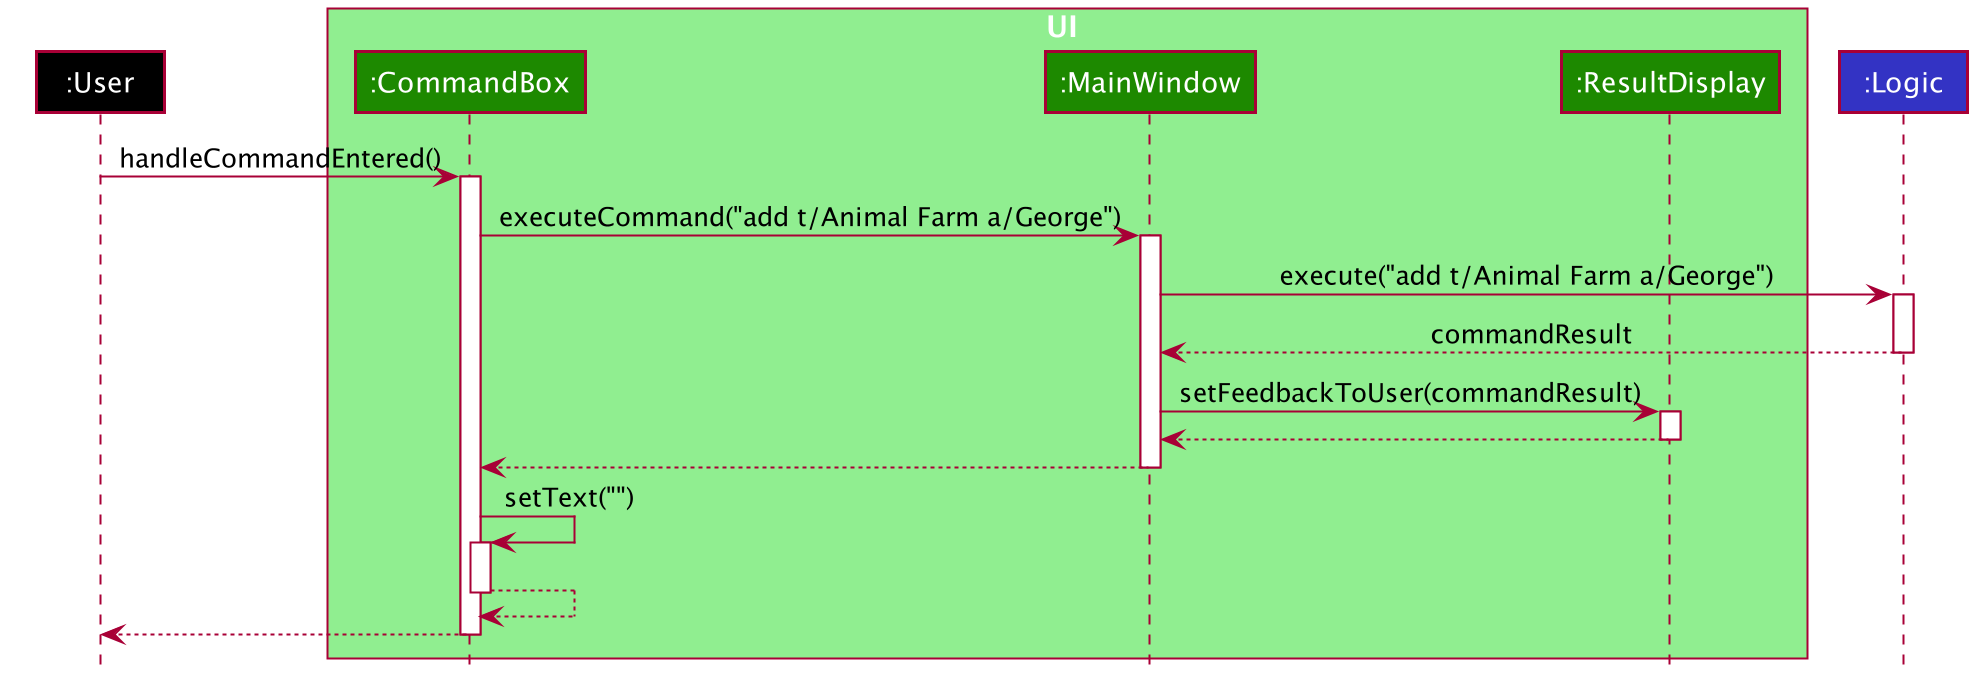 UI
:User
:CommandBox
:MainWindow
:ResultDisplay
:Logic
handleCommandEntered()
executeCommand("add t/Animal Farm a/George")
execute("add t/Animal Farm a/George")
commandResult
setFeedbackToUser(commandResult)
setText("")